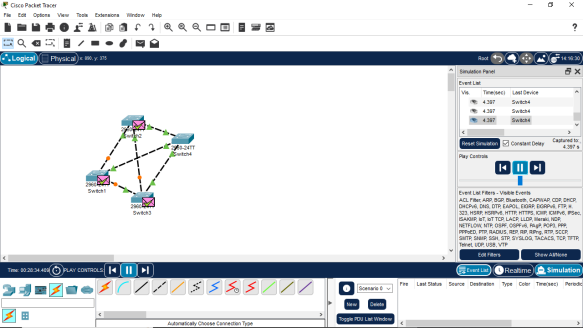 Cisco Packet Tracer
File Edit Options View Tools Extensions Window Help
Logical Physical x: 890, y: 375 Root 14:16:30
Simulation Panel
Event List
Vis. Time(sec) Last Device
4.397 Switch4
4.397 Switch4
4.397 Switch4
Reset Simulation Constant Delay Captured to:
4.397 s
Play Controls
Event List Filters - Visible Events
ACL Filter, ARP, BGP, Bluetooth, CAPWAP, CDP, DHCP,
DHCPv6, DNS, DTP, EAPOL, EIGRP, EIGRPv6, FTP, H.
323, HSRP, HSRPv6, HTTP, HTTPS, ICMP, ICMPv6, IPSec,
ISAKMP, IoT, IoT TCP, LACP, LLDP, Meraki, NDP,
NETFLOW, NTP, OSPF, OSPFv6, PAgP, POP3, PPP,
PPPoED, PTP, RADIUS, REP, RIP, RIPng, RTP, SCCP,
SMTP, SNMP, SSH, STP, SYSLOG, TACACS, TCP, TFTP,
Telnet, UDP, USB, VTP
Edit Filters Show All/None
Switch2
2960-24TT
Switch4
Switch1
Switch3
Time: 00:28:34.409 PLAY CONTROLS: Event List Realtime Simulation
Scenario 0
New Delete
Toggle PDU List Window
Fire Last Status Source Destination Type Color Time(sec) Periodic
Automatically Choose Connection Type